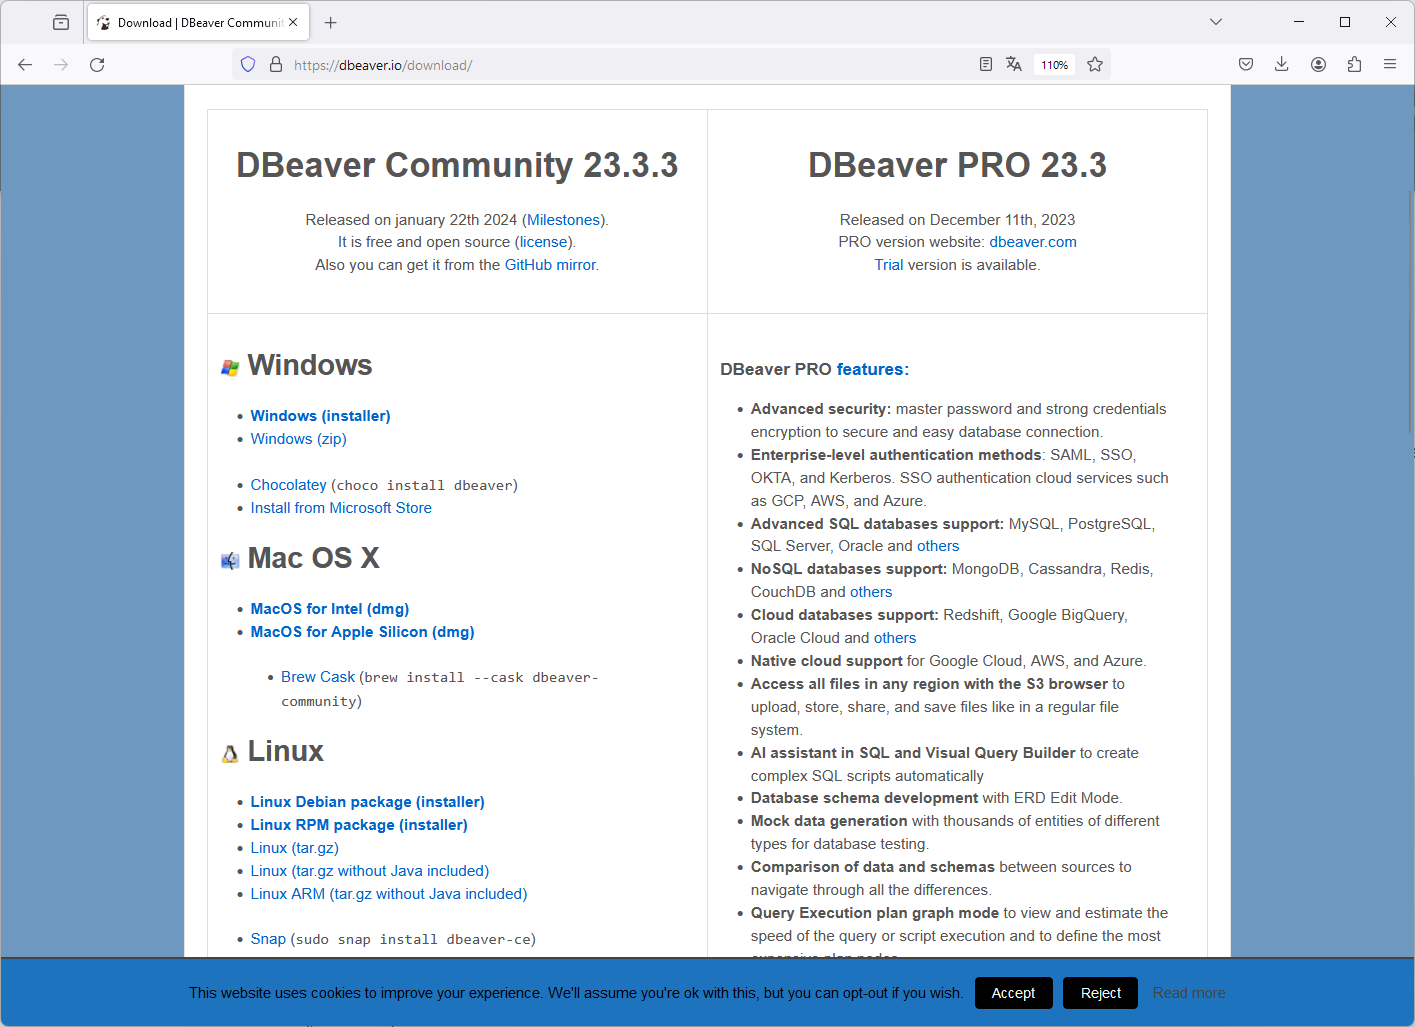 Download | DBeaver Communit
https://dbeaver.io/download/
110%
DBeaver Community 23.3.3
Released on january 22th 2024 (Milestones).
It is free and open source (license).
Also you can get it from the GitHub mirror.
DBeaver PRO 23.3
Released on December 11th, 2023
PRO version website: dbeaver.com
Trial version is available.
Windows
Windows (installer)
Windows (zip)
Chocolatey (choco install dbeaver)
Install from Microsoft Store
Mac OS X
MacOS for Intel (dmg)
MacOS for Apple Silicon (dmg)
Brew Cask (brew install --cask dbeaver-
community)
Linux
Linux Debian package (installer)
Linux RPM package (installer)
Linux (tar.gz)
Linux (tar.gz without Java included)
Linux ARM (tar.gz without Java included)
Snap (sudo snap install dbeaver-ce)
DBeaver PRO features:
Advanced security: master password and strong credentials
encryption to secure and easy database connection.
Enterprise-level authentication methods: SAML, SSO,
OKTA, and Kerberos. SSO authentication cloud services such
as GCP, AWS, and Azure.
Advanced SQL databases support: MySQL, PostgreSQL,
SQL Server, Oracle and others
NoSQL databases support: MongoDB, Cassandra, Redis,
CouchDB and others
Cloud databases support: Redshift, Google BigQuery,
Oracle Cloud and others
Native cloud support for Google Cloud, AWS, and Azure.
Access all files in any region with the S3 browser to
upload, store, share, and save files like in a regular file
system.
AI assistant in SQL and Visual Query Builder to create
complex SQL scripts automatically
Database schema development with ERD Edit Mode.
Mock data generation with thousands of entities of different
types for database testing.
Comparison of data and schemas between sources to
navigate through all the differences.
Query Execution plan graph mode to view and estimate the
speed of the query or script execution and to define the most
This website uses cookies to improve your experience. We'll assume you're ok with this, but you can opt-out if you wish.
Accept
Reject
Read more